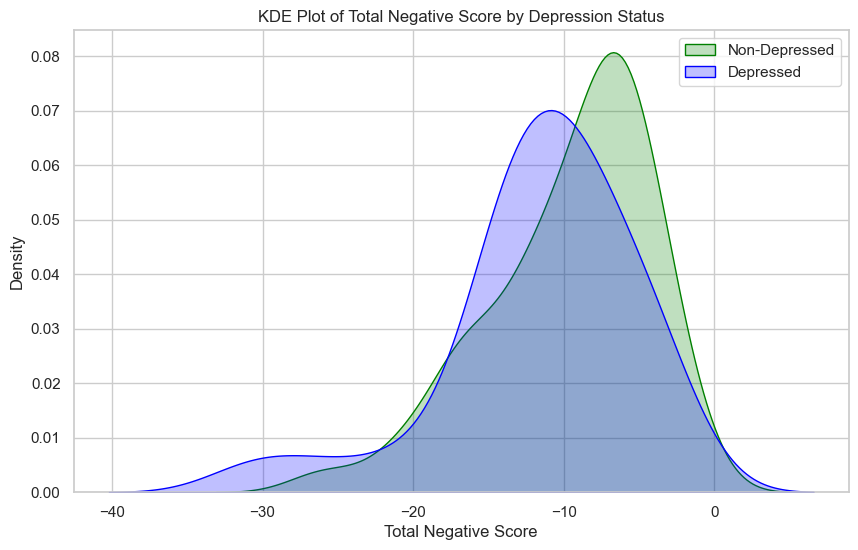 KDE Plot of Total Negative Score by Depression Status
Non-Depressed
Depressed
0.08
0.07
0.06
0.05
0.04
0.03
0.02
0.01
0.00
Density
−40
−30
−20
−10
0
Total Negative Score